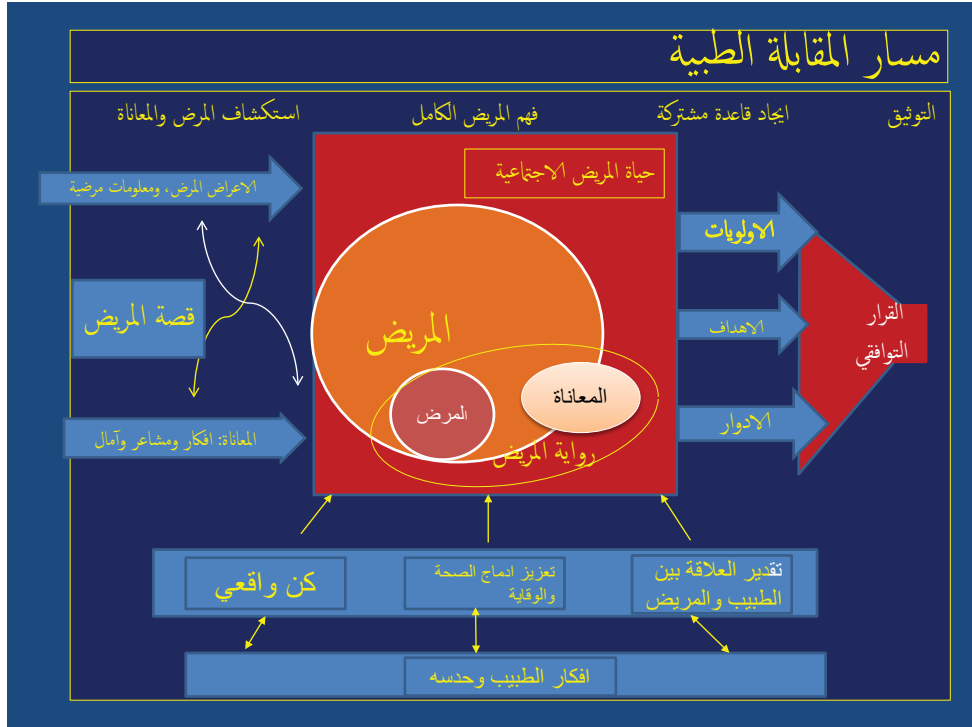 مسار المقابلة الطبية
استكشاف المرض والمعاناة
فهم المريض الكامل
ايجاد قاعدة مشتركة
التوثيق
الاعراض المرض، ومعلومات مرضية
قصة المريض
المعاناة: افكار ومشاعر وآمال
حياة المريض الاجتماعية
المريض
المرض
المعاناة
رواية المريض
الاولويات
الاهداف
الادوار
القرار
التوافقي
كن واقعي
تعزيز ادماج الصحة
والوقاية
تقدير العلاقة بين
الطبيب والمريض
افكار الطبيب وحدسه